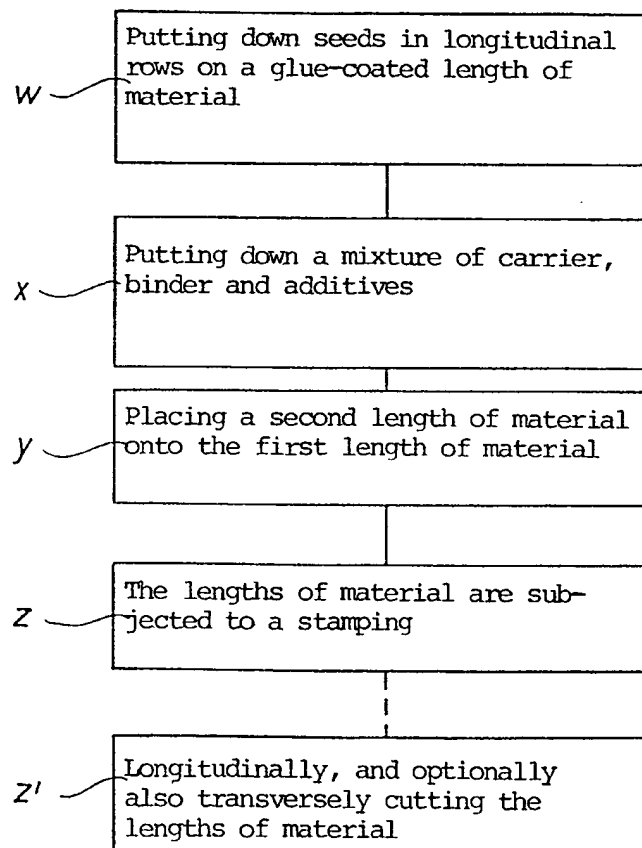 Putting down seeds in longitudinal
rows on a glue-coated length of
material
w
Putting down a mixture of carrier,
binder and additives
x
Placing a second length of material
onto the first length of material
y
The lengths of material are sub-
jected to a stamping
z
Longitudinally, and optionally
also transversely cutting the
lengths of material
z'